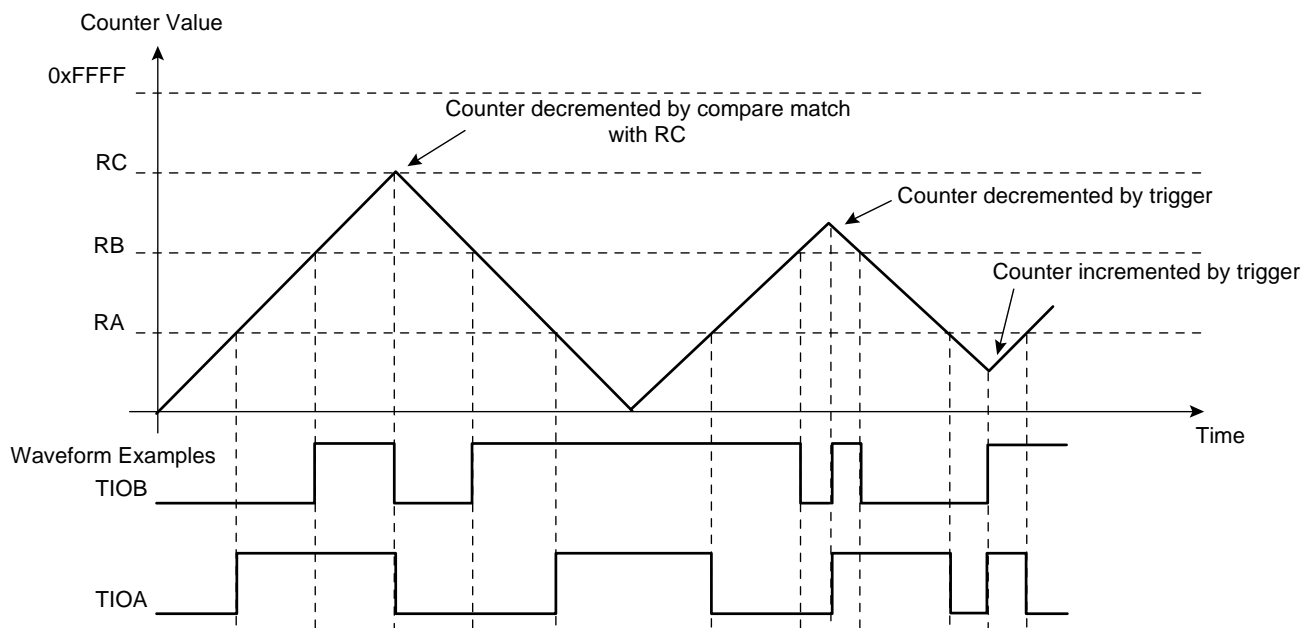 Counter Value
0xFFFF
Counter decremented by compare match
with RC
RC
Counter decremented by trigger
RB
Counter incremented by trigger
RA
Time
Waveform Examples
TIOB
TIOA